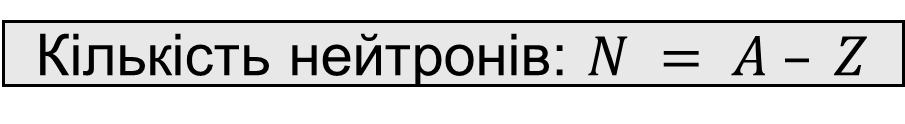 Кількість нейтронів: N = A – Z